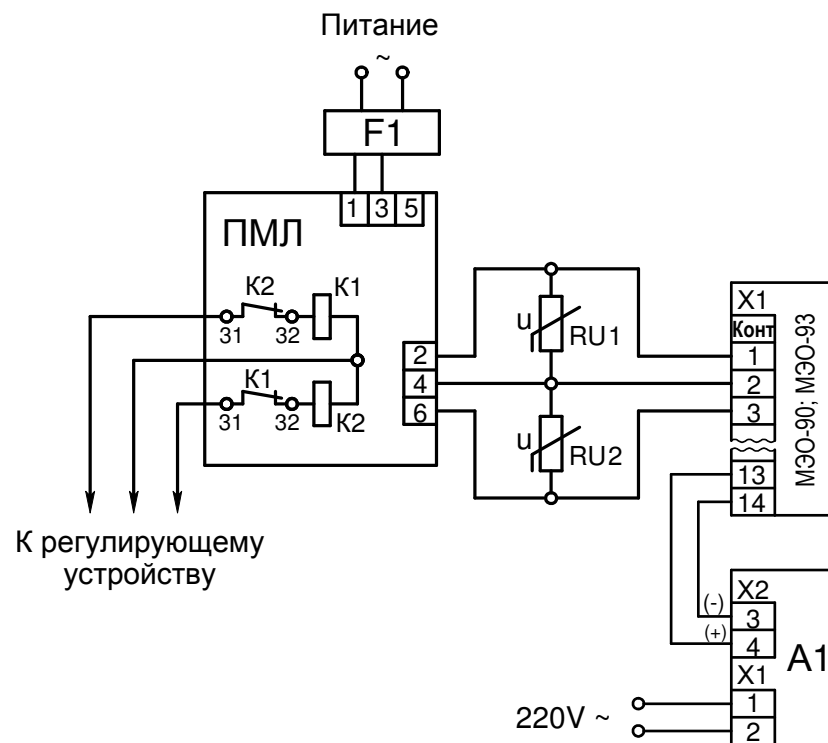 Питание
~
F1
1 3 5
ПМЛ
К2 К1
31 32
К1
31 32 К2
2
4
6
u RU1
u RU2
К регулирующему
устройству
X1
Конт
1
2
3
13
14
МЭО-90; МЭО-93
X2
(-) 3
(+) 4
A1
X1
220V ~
1
2